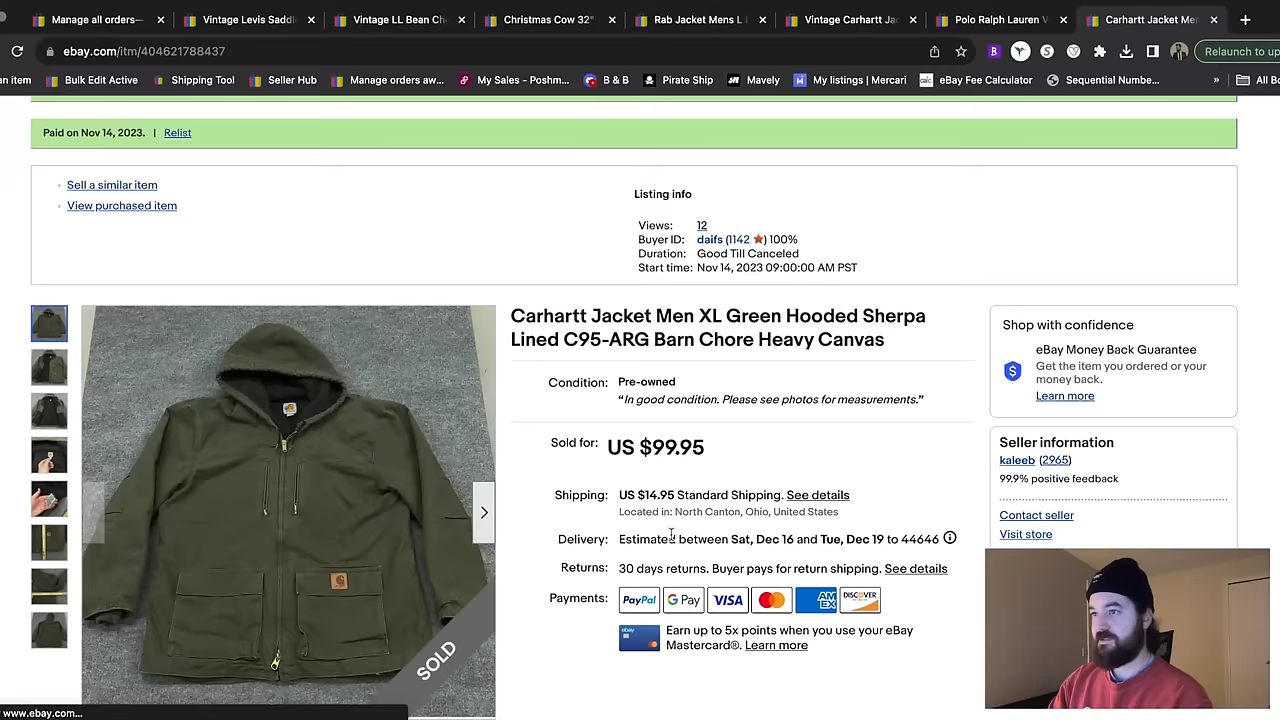 Manage all orders—
Vintage Levis Saddl
Vintage LL Bean Ch
Christmas Cow 32"
Rab Jacket Mens L
Vintage Carhartt Ja
Polo Ralph Lauren V
Carhartt Jacket Me
ebay.com/itm/404621788437
Relaunch to up
an item
Bulk Edit Active
Shipping Tool
Seller Hub
Manage orders aw...
My Sales - Poshm...
B & B
Pirate Ship
Mavely
My listings | Mercari
eBay Fee Calculator
Sequential Numbe...
»
All Bo
Paid on Nov 14, 2023. | Relist
Sell a similar item
View purchased item
Listing info
Views: 12
Buyer ID: daifs (1142 ★) 100%
Duration: Good Till Canceled
Start time: Nov 14, 2023 09:00:00 AM PST
Carhartt Jacket Men XL Green Hooded Sherpa
Lined C95-ARG Barn Chore Heavy Canvas
Condition: Pre-owned
“In good condition. Please see photos for measurements.”
Sold for: US $99.95
Shipping: US $14.95 Standard Shipping. See details
Located in: North Canton, Ohio, United States
Delivery: Estimated between Sat, Dec 16 and Tue, Dec 19 to 44646
Returns: 30 days returns. Buyer pays for return shipping. See details
Payments: PayPal G Pay VISA AM EX DISCOVER
ebay
Earn up to 5x points when you use your eBay
Mastercard®. Learn more
Shop with confidence
eBay Money Back Guarantee
Get the item you ordered or your
money back.
Learn more
Seller information
kaleeb (2965)
99.9% positive feedback
Contact seller
Visit store
SOLD
www.ebay.com...